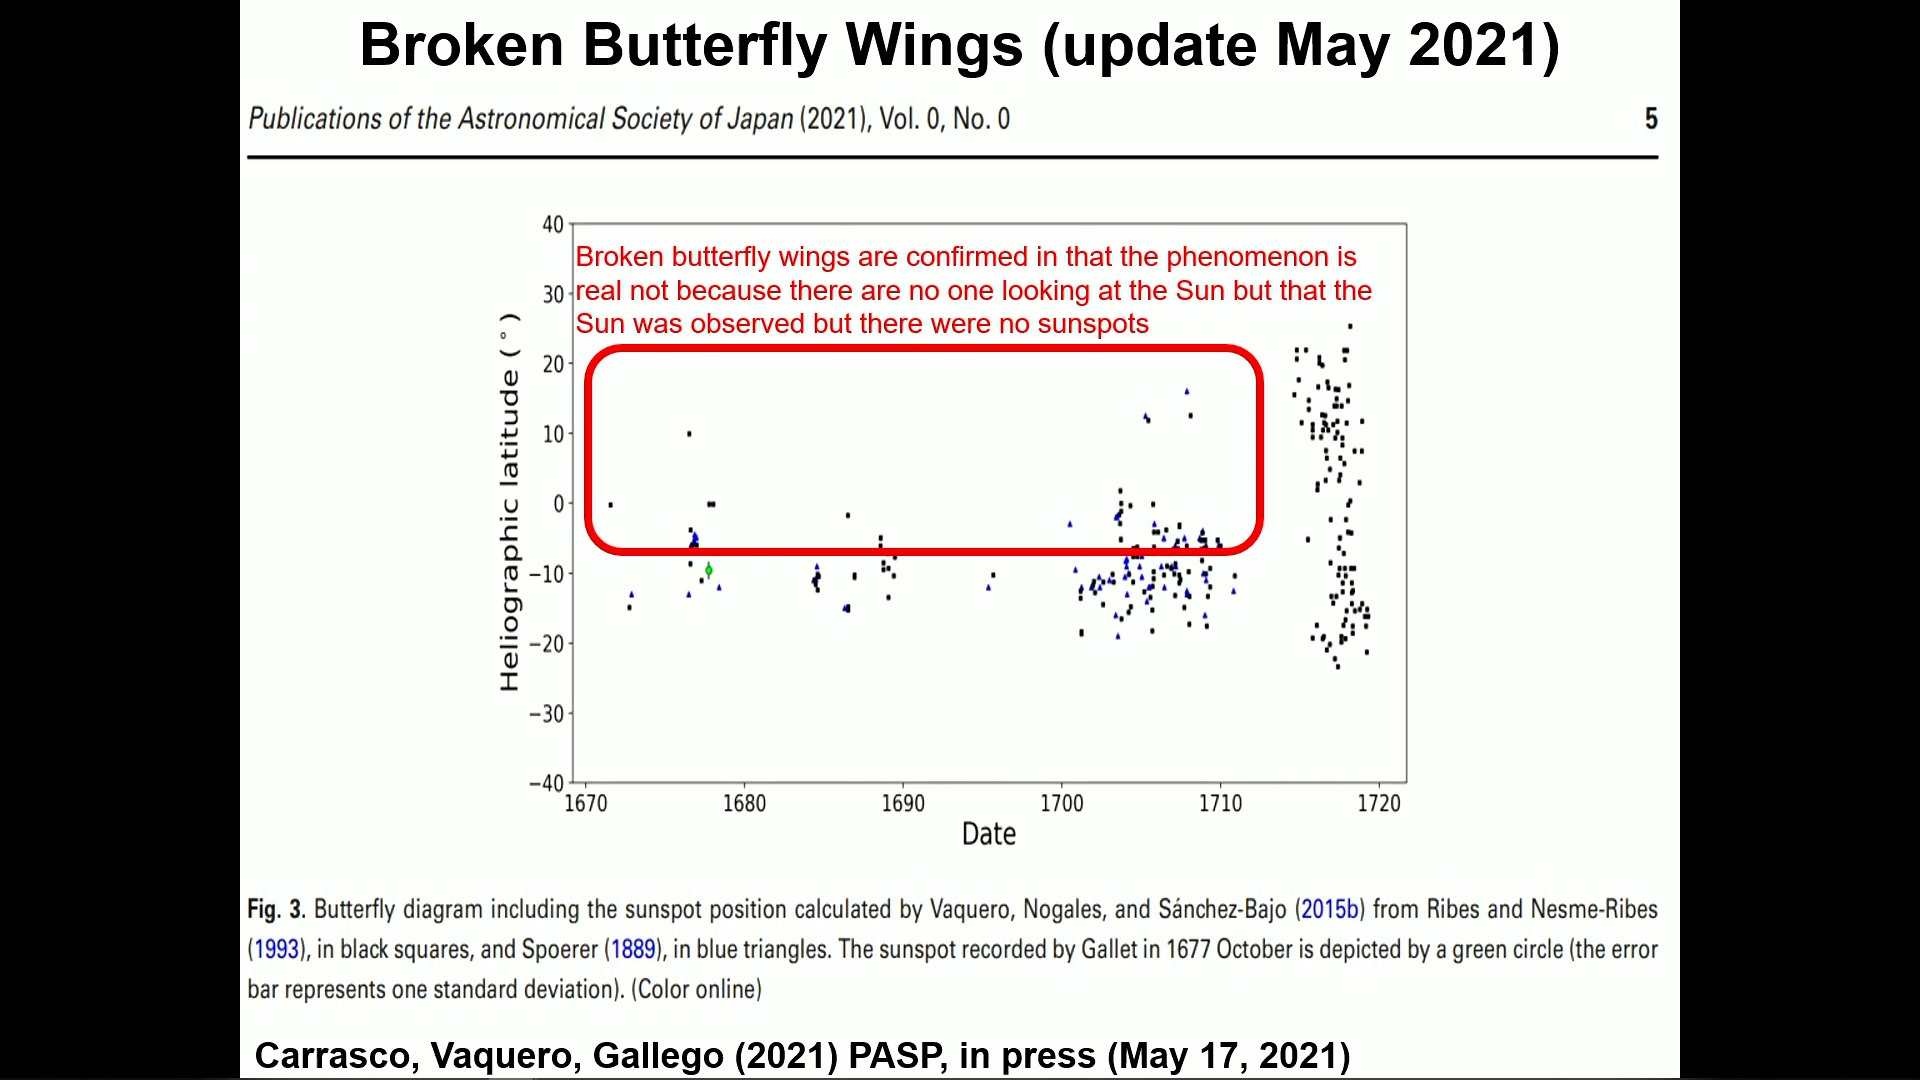 Broken Butterfly Wings (update May 2021)
Publications of the Astronomical Society of Japan (2021), Vol. 0, No. 0
5
Broken butterfly wings are confirmed in that the phenomenon is
real not because there are no one looking at the Sun but that the
Sun was observed but there were no sunspots
Heliographic latitude (°)
40
30
20
10
0
−10
−20
−30
−40
1670 1680 1690 1700 1710 1720
Date
Fig. 3. Butterfly diagram including the sunspot position calculated by Vaquero, Nogales, and Sánchez-Bajo (2015b) from Ribes and Nesme-Ribes
(1993), in black squares, and Spoerer (1889), in blue triangles. The sunspot recorded by Gallet in 1677 October is depicted by a green circle (the error
bar represents one standard deviation). (Color online)
Carrasco, Vaquero, Gallego (2021) PASP, in press (May 17, 2021)